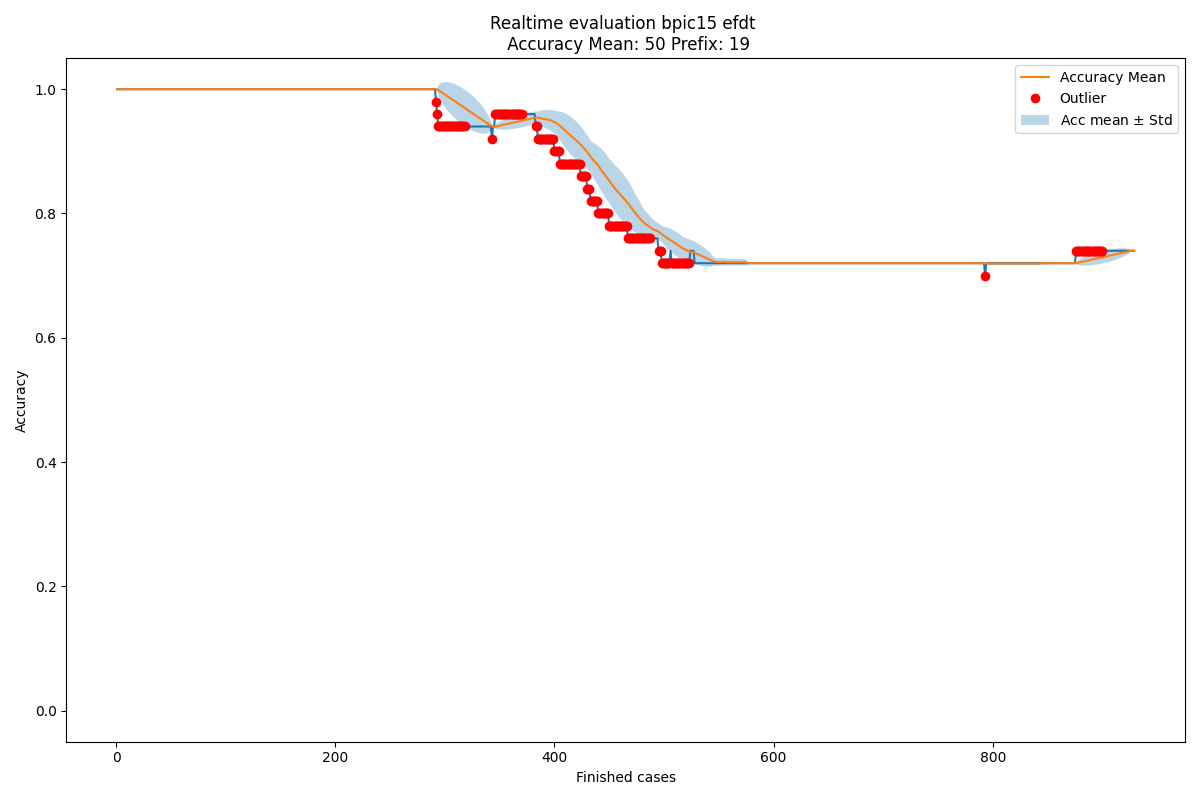 Realtime evaluation bpic15 efdt
Accuracy Mean: 50 Prefix: 19
Accuracy Mean
Outlier
Acc mean ± Std
Accuracy
1.0
0.8
0.6
0.4
0.2
0.0
0 200 400 600 800
Finished cases